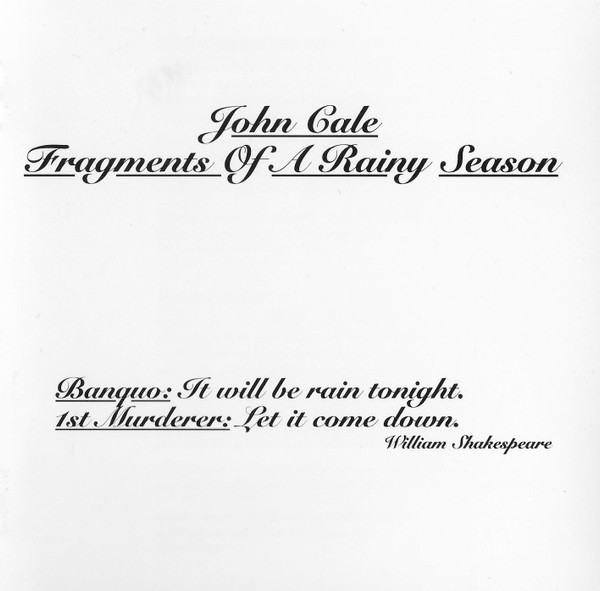 John Cale
Fragments Of A Rainy Season
Banquo: It will be rain tonight.
1st Murderer: Let it come down.
William Shakespeare